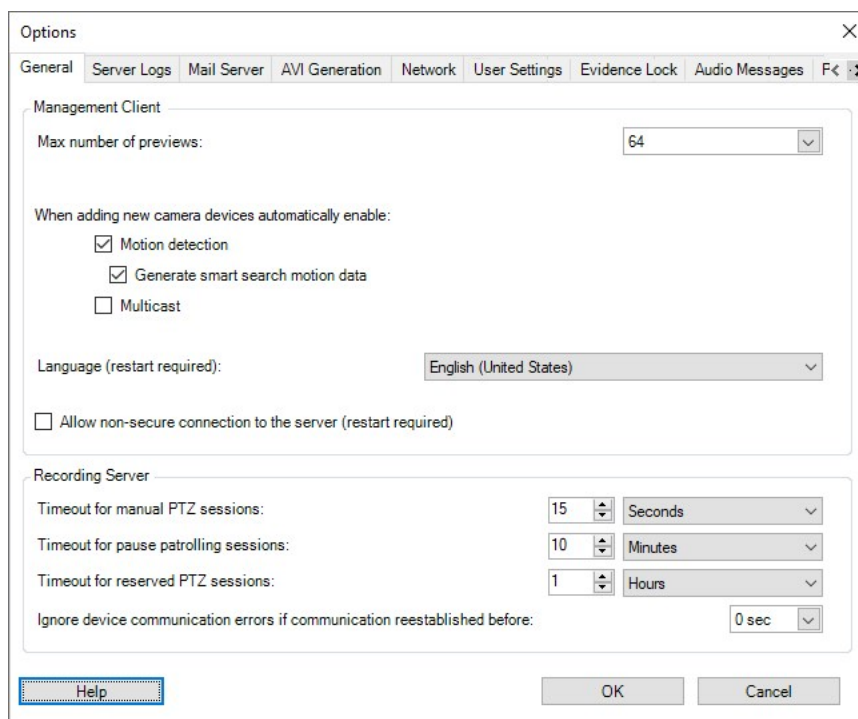 Options
General Server Logs Mail Server AVI Generation Network User Settings Evidence Lock Audio Messages
Management Client
Max number of previews: 64
When adding new camera devices automatically enable:
Motion detection
Generate smart search motion data
Multicast
Language (restart required): English (United States)
Allow non-secure connection to the server (restart required)
Recording Server
Timeout for manual PTZ sessions: 15 Seconds
Timeout for pause patrolling sessions: 10 Minutes
Timeout for reserved PTZ sessions: 1 Hours
Ignore device communication errors if communication reestablished before: 0 sec
Help OK Cancel